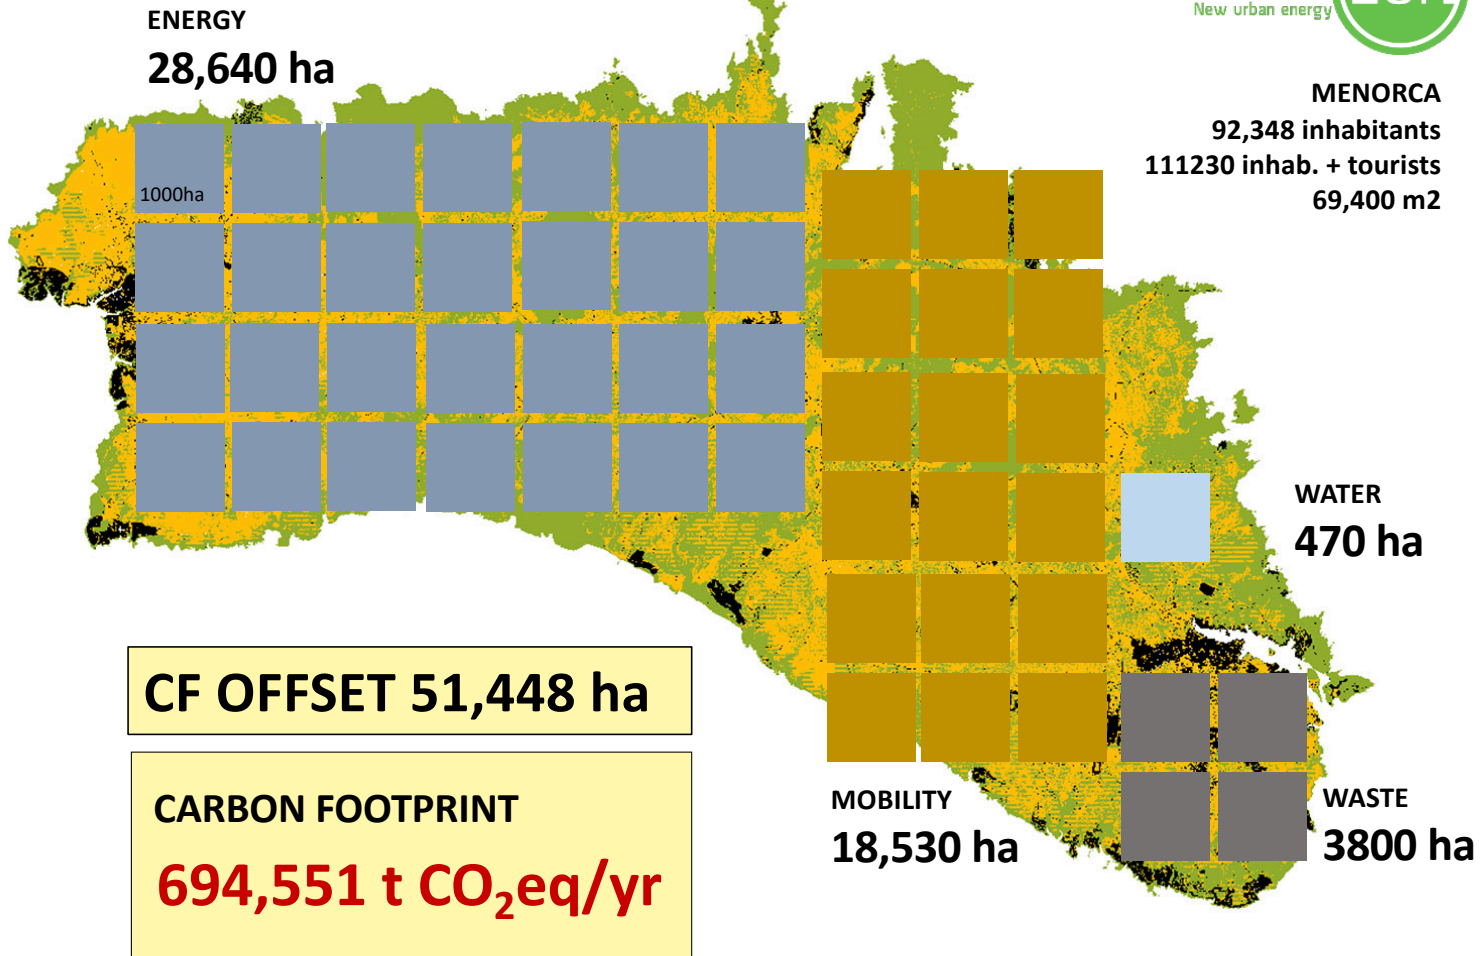 ENERGY
28,640 ha
New urban energy
MENORCA
92,348 inhabitants
111230 inhab. + tourists
69,400 m2
1000ha
WATER
470 ha
CF OFFSET 51,448 ha
CARBON FOOTPRINT
694,551 t CO₂eq/yr
MOBILITY
18,530 ha
WASTE
3800 ha